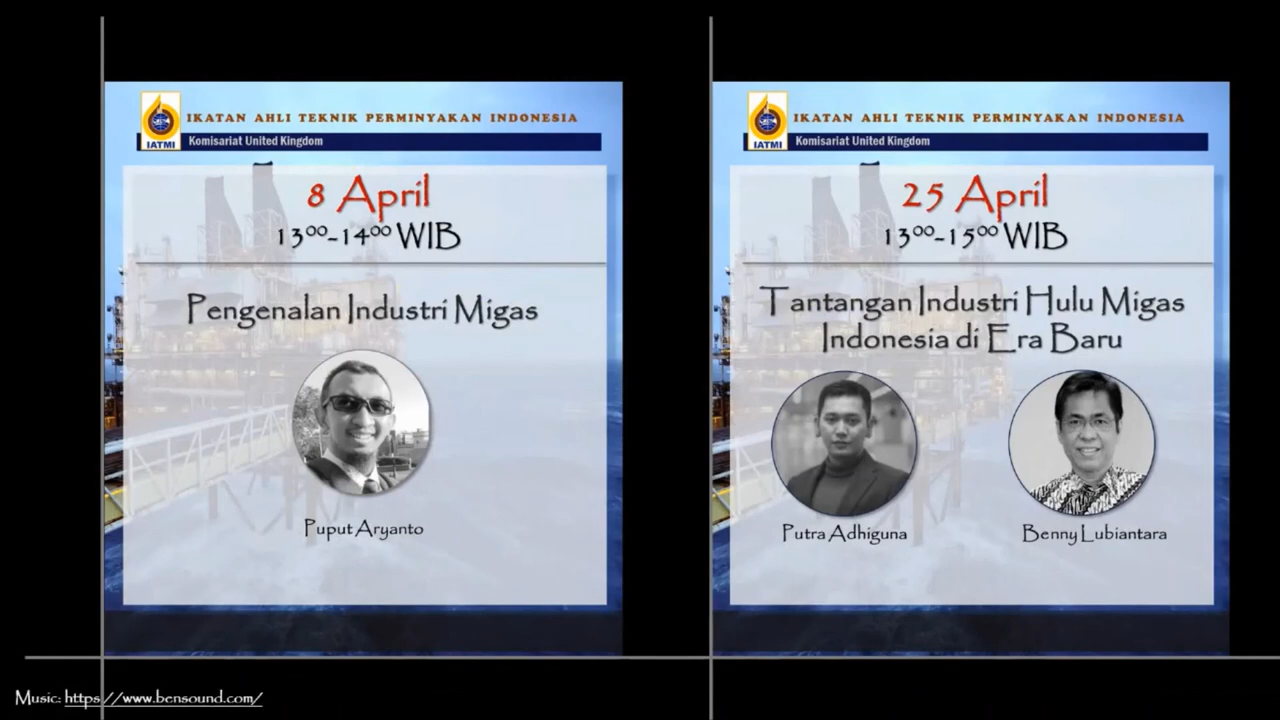 IKATAN AHLI TEKNIK PERMINYAKAN INDONESIA
IATMI
Komisariat United Kingdom
8 April
13⁰⁰-14⁰⁰ WIB
Pengenalan Industri Migas
Puput Aryanto
IKATAN AHLI TEKNIK PERMINYAKAN INDONESIA
IATMI
Komisariat United Kingdom
25 April
13⁰⁰-15⁰⁰ WIB
Tantangan Industri Hulu Migas
Indonesia di Era Baru
Putra Adhiguna
Benny Lubiantara
Music: https://www.bensound.com/